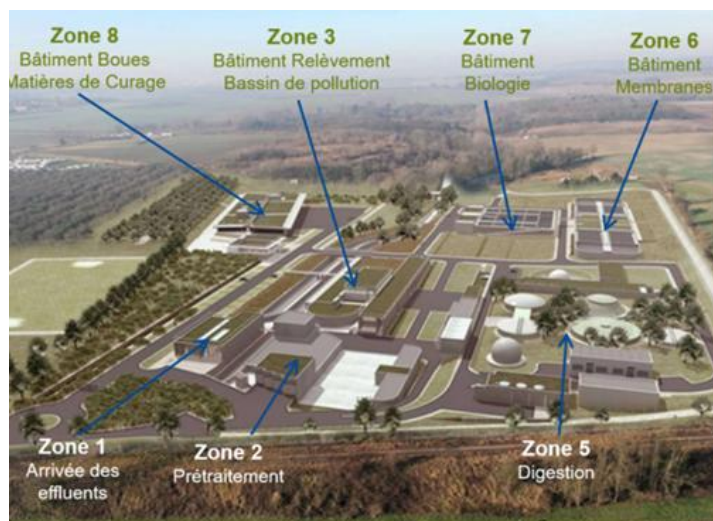 Zone 8
Bâtiment Boues
Matières de Curage
Zone 3
Bâtiment Relèvement
Bassin de pollution
Zone 7
Bâtiment
Biologie
Zone 6
Bâtiment
Membranes
Zone 1
Arrivée des
effluents
Zone 2
Prétraitement
Zone 5
Digestion